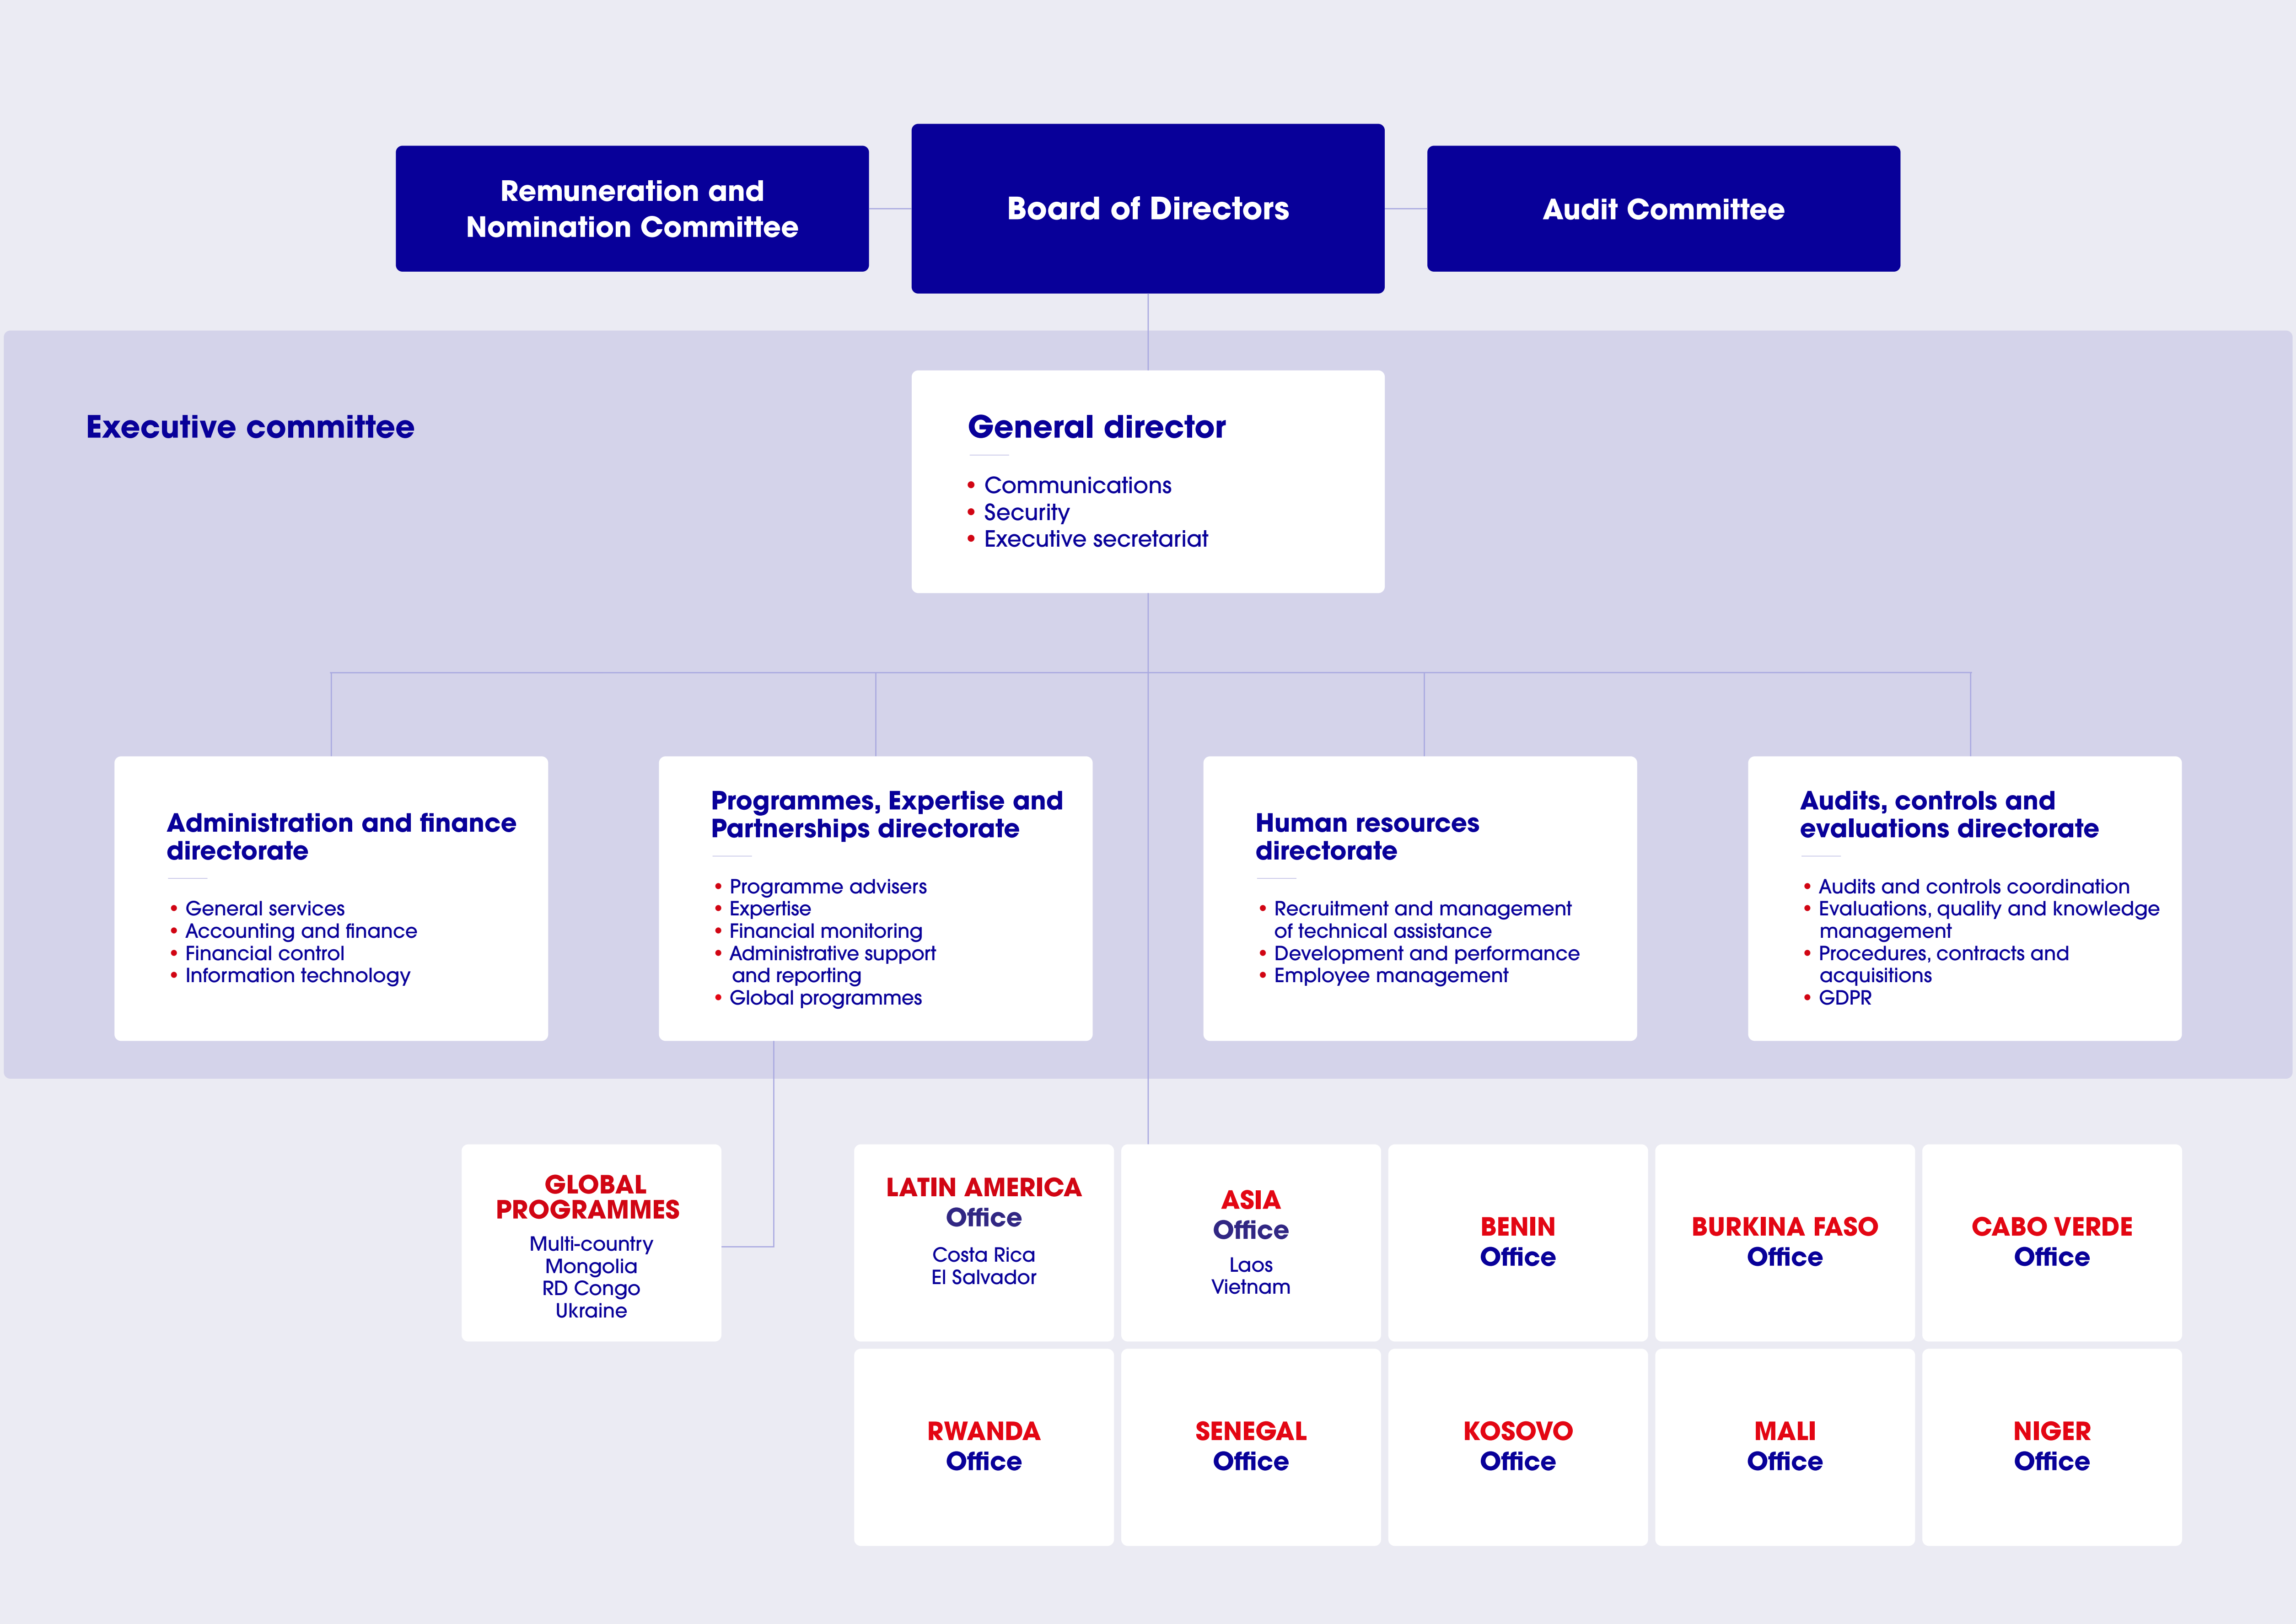 Remuneration and
Nomination Committee
Board of Directors
Audit Committee
Executive committee
General director
• Communications
• Security
• Executive secretariat
Administration and finance
directorate
• General services
• Accounting and finance
• Financial control
• Information technology
Programmes, Expertise and
Partnerships directorate
• Programme advisers
• Expertise
• Financial monitoring
• Administrative support
and reporting
• Global programmes
Human resources
directorate
• Recruitment and management
of technical assistance
• Development and performance
• Employee management
Audits, controls and
evaluations directorate
• Audits and controls coordination
• Evaluations, quality and knowledge
management
• Procedures, contracts and
acquisitions
• GDPR
GLOBAL
PROGRAMMES
Multi-country
Mongolia
RD Congo
Ukraine
LATIN AMERICA
Office
Costa Rica
El Salvador
ASIA
Office
Laos
Vietnam
BENIN
Office
BURKINA FASO
Office
CABO VERDE
Office
RWANDA
Office
SENEGAL
Office
KOSOVO
Office
MALI
Office
NIGER
Office